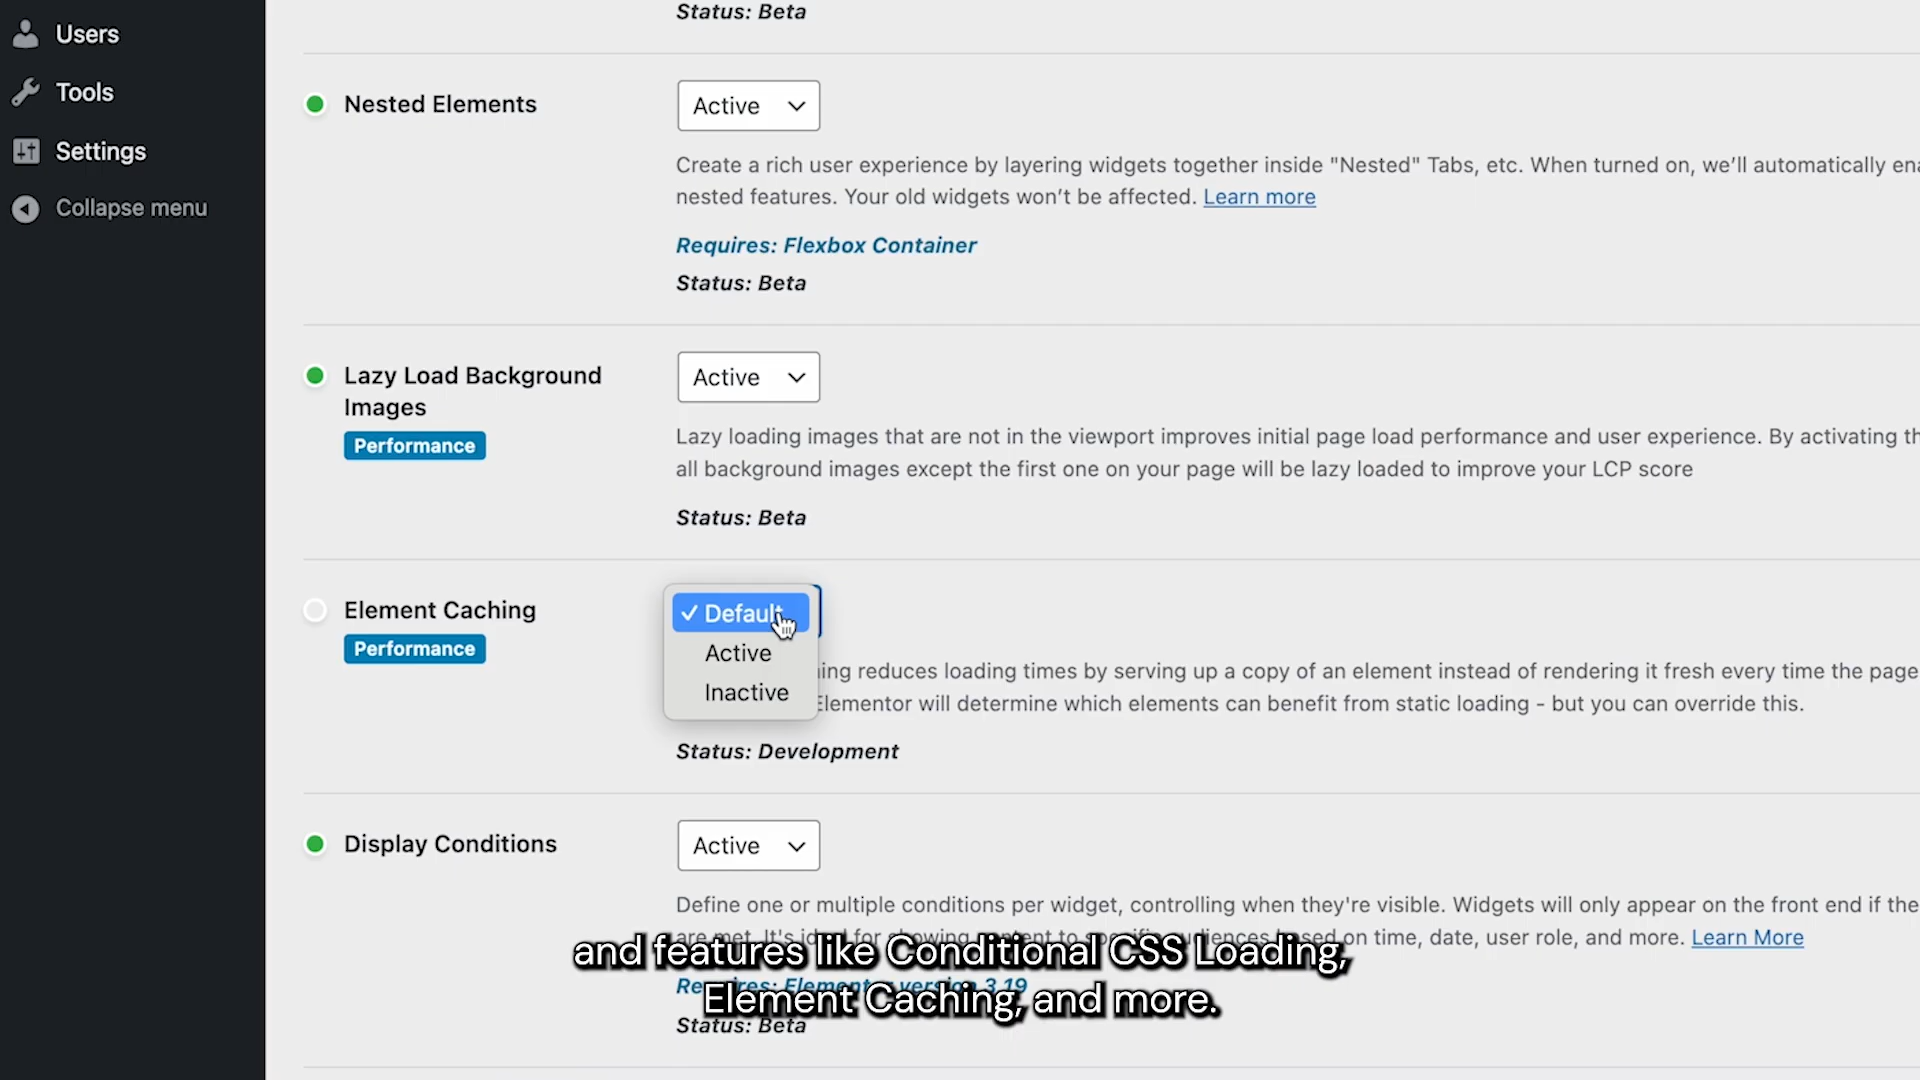 Users
Tools
Settings
Collapse menu
Status: Beta
Nested Elements
Active
Create a rich user experience by layering widgets together inside "Nested" Tabs, etc. When turned on, we'll automatically
nested features. Your old widgets won't be affected. Learn more
Requires: Flexbox Container
Status: Beta
Lazy Load Background
Images
Performance
Active
Lazy loading images that are not in the viewport improves initial page load performance and user experience. By activating
all background images except the first one on your page will be lazy loaded to improve your LCP score
Status: Beta
Element Caching
Performance
Default
Active
Inactive
reduces loading times by serving up a copy of an element instead of rendering it fresh every time the page
Elementor will determine which elements can benefit from static loading - but you can override this.
Status: Development
Display Conditions
Active
Define one or multiple conditions per widget, controlling when they're visible. Widgets will only appear on the front end if the
on time, date, user role, and more. Learn More
and features like Conditional CSS Loading,
Element Caching, and more.
Status: Beta